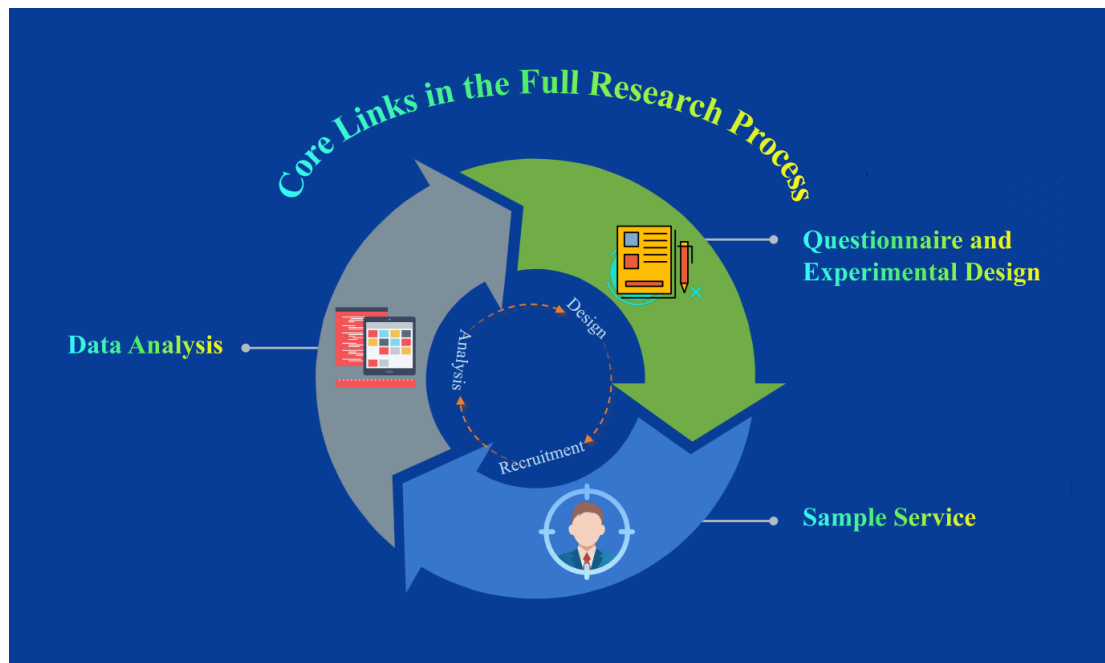 Core Links in the Full Research Process
Questionnaire and
Experimental Design
Design
Analysis
Data Analysis
Recruitment
Sample Service